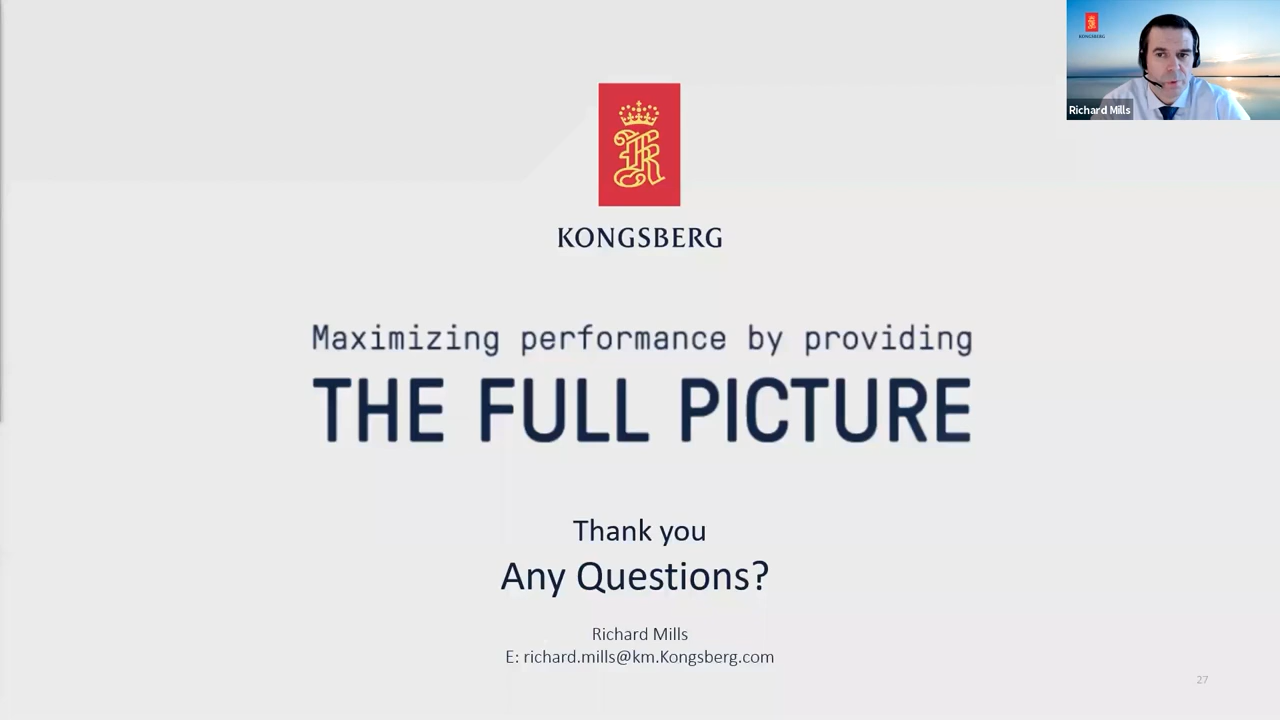 KONGSBERG
Richard Mills
KONGSBERG
Maximizing performance by providing
THE FULL PICTURE
Thank you
Any Questions?
Richard Mills
E: richard.mills@km.Kongsberg.com
27